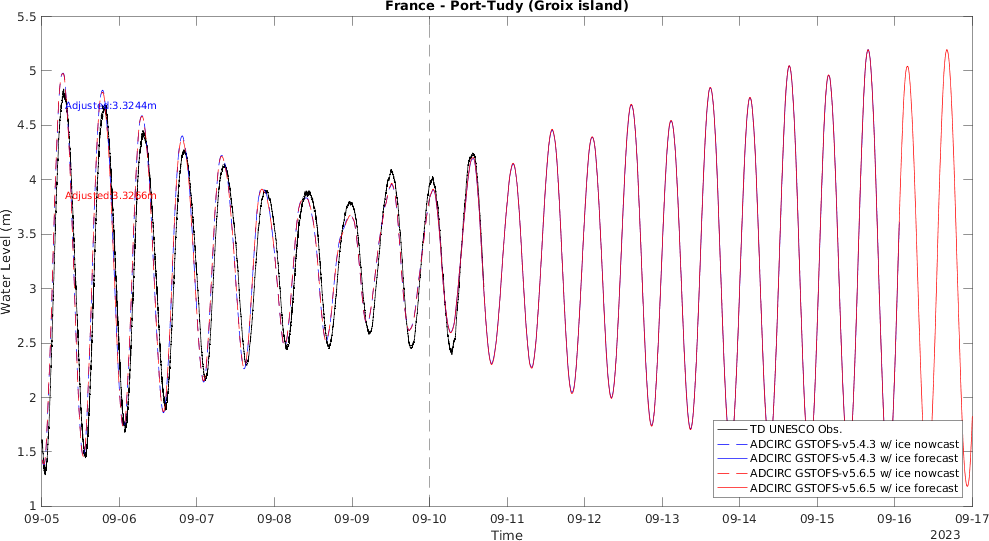 France - Port-Tudy (Groix island)
5.5
5
4.5
4
3.5
3
2.5
2
1.5
1
Water Level (m)
Adjusted:3.3244m
Adjusted:3.3266m
TD UNESCO Obs.
ADCIRC GSTOFS-v5.4.3 w/ ice nowcast
ADCIRC GSTOFS-v5.4.3 w/ ice forecast
ADCIRC GSTOFS-v5.6.5 w/ ice nowcast
ADCIRC GSTOFS-v5.6.5 w/ ice forecast
09-05 09-06 09-07 09-08 09-09 09-10 09-11 09-12 09-13 09-14 09-15 09-16 09-17
Time
2023